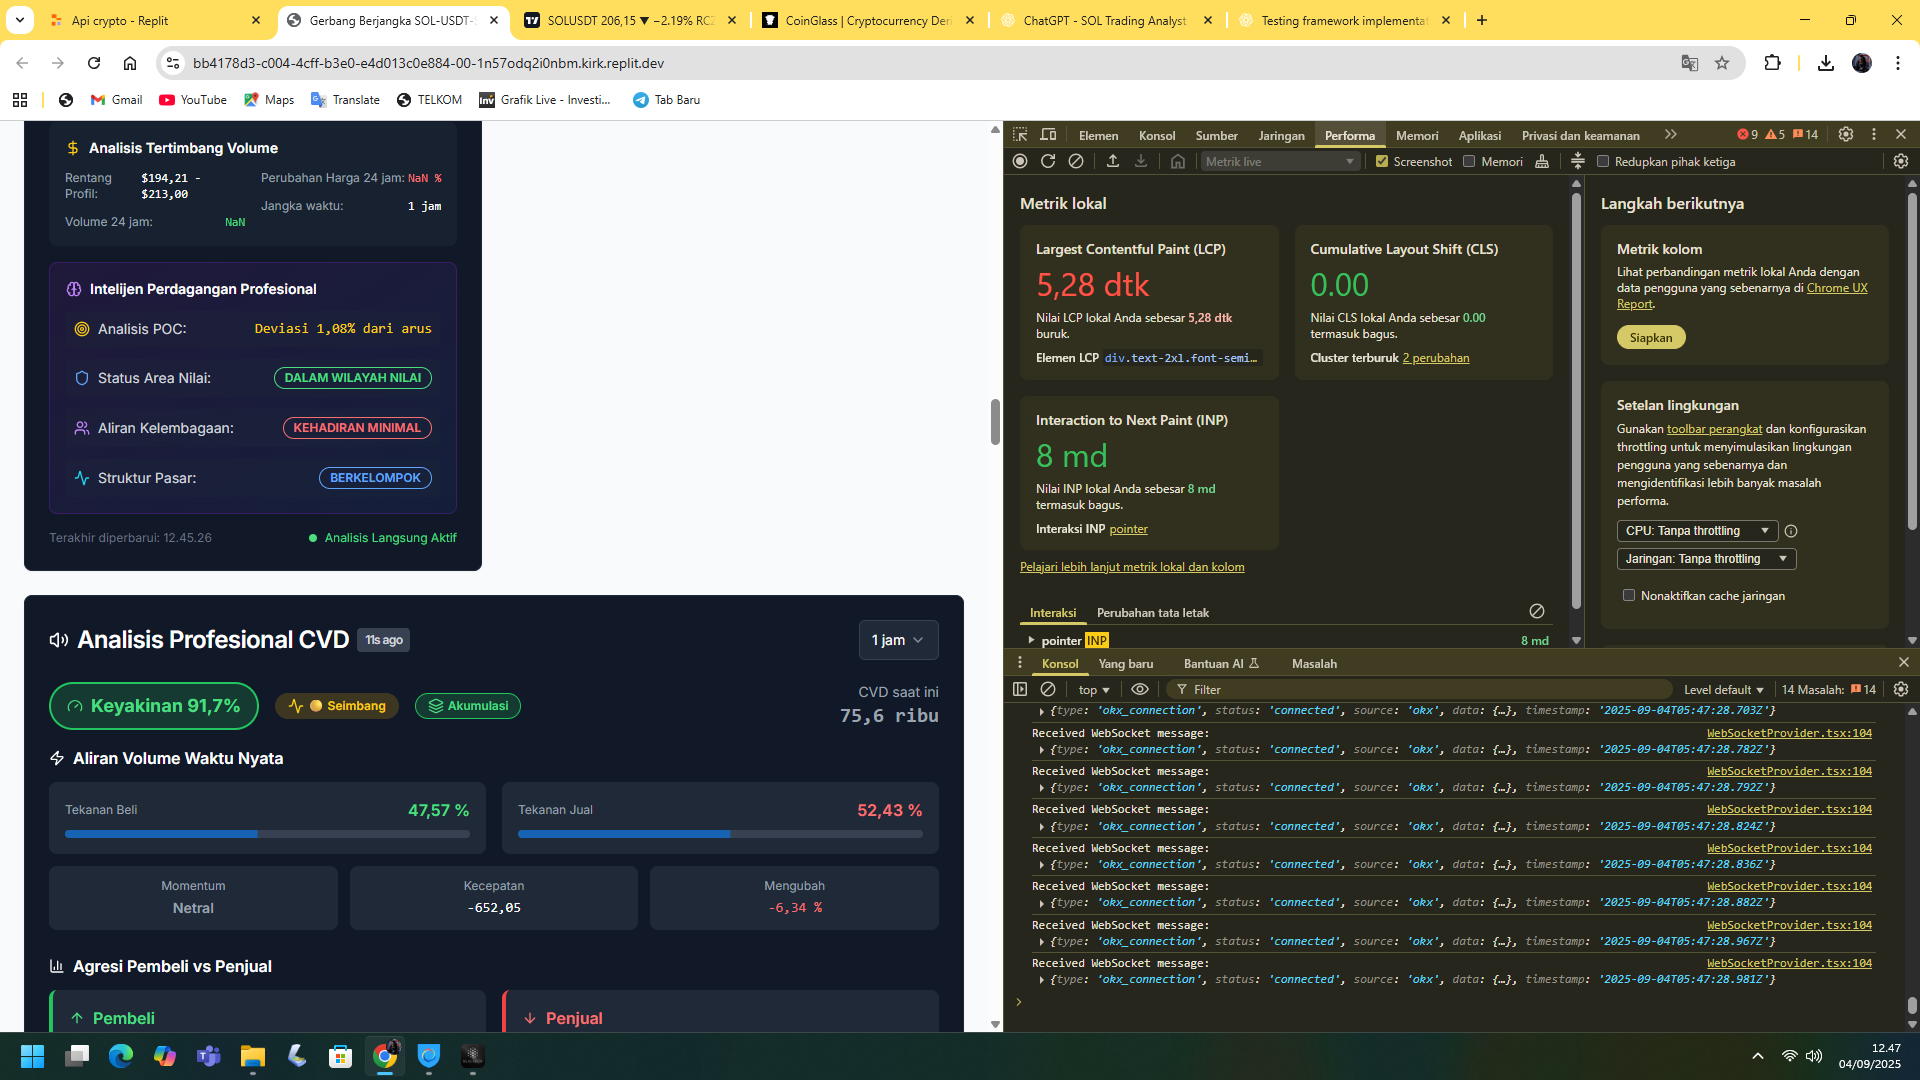 Api crypto - Replit
Gerbang Berjangka SOL-USDT-S
SOLUSDT 206,15 ▼ −2.19% RCZ
CoinGlass | Cryptocurrency Deri
ChatGPT - SOL Trading Analyst
Testing framework implementat
bb4178d3-c004-4cff-b3e0-e4d013c0e884-00-1n57odq2i0nbm.kirk.replit.dev
Gmail
YouTube
Maps
Translate
TELKOM
Grafik Live - Investi...
Tab Baru
Analisis Tertimbang Volume
Rentang Profil: $194,21 - $213,00
Perubahan Harga 24 jam: NaN %
Jangka waktu: 1 jam
Volume 24 jam: NaN
Intelijen Perdagangan Profesional
Analisis POC: Deviasi 1,08% dari arus
Status Area Nilai: DALAM WILAYAH NILAI
Aliran Kelembagaan: KEHADIRAN MINIMAL
Struktur Pasar: BERKELOMPOK
Terakhir diperbarui: 12.45.26
Analisis Langsung Aktif
Analisis Profesional CVD 11s ago
1 jam
Keyakinan 91,7%
Seimbang
Akumulasi
CVD saat ini
75,6 ribu
Aliran Volume Waktu Nyata
Tekanan Beli 47,57 %
Tekanan Jual 52,43 %
Momentum
Netral
Kecepatan
-652,05
Mengubah
-6,34 %
Agresi Pembeli vs Penjual
Pembeli
Penjual
Elemen Konsol Sumber Jaringan Performa Memori Aplikasi Privasi dan keamanan 9 5 14
Metrik live
Screenshot
Memori
Redupkan pihak ketiga
Metrik lokal
Largest Contentful Paint (LCP)
5,28 dtk
Nilai LCP lokal Anda sebesar 5,28 dtk
buruk.
Elemen LCP div.text-2xl.font-semi…
Cumulative Layout Shift (CLS)
0.00
Nilai CLS lokal Anda sebesar 0.00
termasuk bagus.
Cluster terburuk 2 perubahan
Interaction to Next Paint (INP)
8 md
Nilai INP lokal Anda sebesar 8 md
termasuk bagus.
Interaksi INP pointer
Pelajari lebih lanjut metrik lokal dan kolom
Interaksi Perubahan tata letak
pointer INP 8 md
Langkah berikutnya
Metrik kolom
Lihat perbandingan metrik lokal Anda dengan
data pengguna yang sebenarnya di Chrome UX
Report.
Siapkan
Setelan lingkungan
Gunakan toolbar perangkat dan konfigurasikan
throttling untuk menyimulasikan lingkungan
pengguna yang sebenarnya dan
mengidentifikasi lebih banyak masalah
performa.
CPU: Tanpa throttling
Jaringan: Tanpa throttling
Nonaktifkan cache jaringan
Konsol Yang baru Bantuan AI Masalah
top
Filter
Level default
14 Masalah: 14
{type: 'okx_connection', status: 'connected', source: 'okx', data: {…}, timestamp: '2025-09-04T05:47:28.703Z'}
Received WebSocket message: WebSocketProvider.tsx:104
{type: 'okx_connection', status: 'connected', source: 'okx', data: {…}, timestamp: '2025-09-04T05:47:28.782Z'}
Received WebSocket message: WebSocketProvider.tsx:104
{type: 'okx_connection', status: 'connected', source: 'okx', data: {…}, timestamp: '2025-09-04T05:47:28.792Z'}
Received WebSocket message: WebSocketProvider.tsx:104
{type: 'okx_connection', status: 'connected', source: 'okx', data: {…}, timestamp: '2025-09-04T05:47:28.824Z'}
Received WebSocket message: WebSocketProvider.tsx:104
{type: 'okx_connection', status: 'connected', source: 'okx', data: {…}, timestamp: '2025-09-04T05:47:28.836Z'}
Received WebSocket message: WebSocketProvider.tsx:104
{type: 'okx_connection', status: 'connected', source: 'okx', data: {…}, timestamp: '2025-09-04T05:47:28.882Z'}
Received WebSocket message: WebSocketProvider.tsx:104
{type: 'okx_connection', status: 'connected', source: 'okx', data: {…}, timestamp: '2025-09-04T05:47:28.967Z'}
Received WebSocket message: WebSocketProvider.tsx:104
{type: 'okx_connection', status: 'connected', source: 'okx', data: {…}, timestamp: '2025-09-04T05:47:28.981Z'}
12.47
04/09/2025